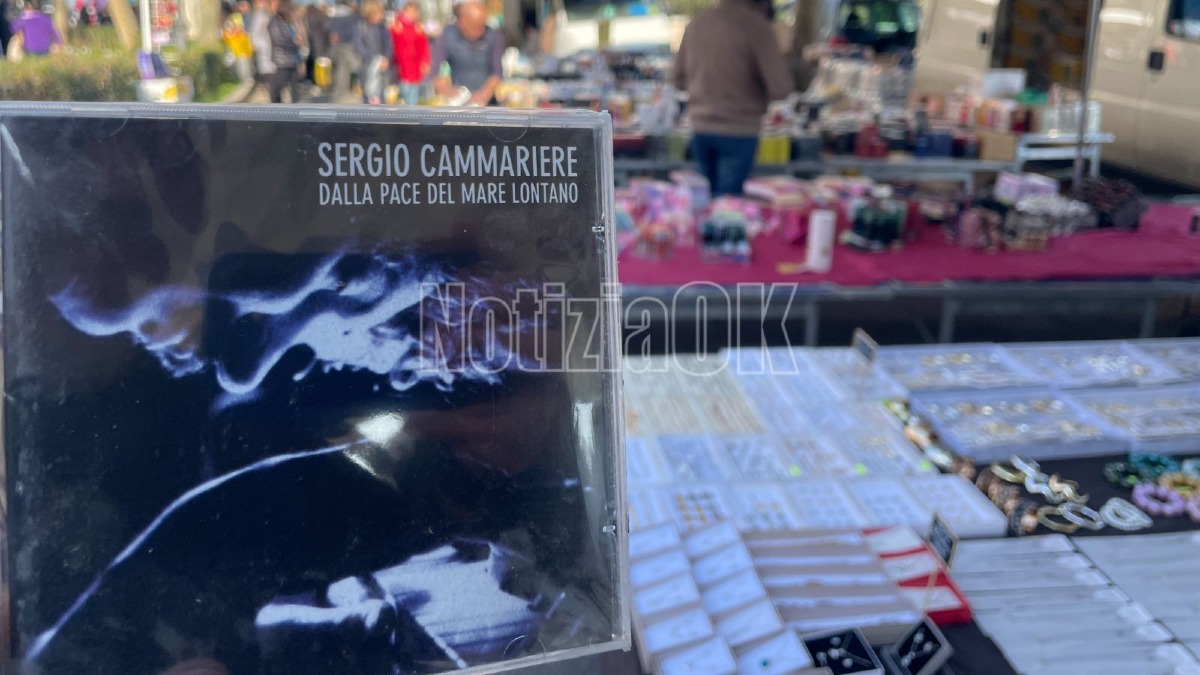 SERGIO CAMMARIERE
DALLA PACE DEL MARE LONTANO
NotiziaOK